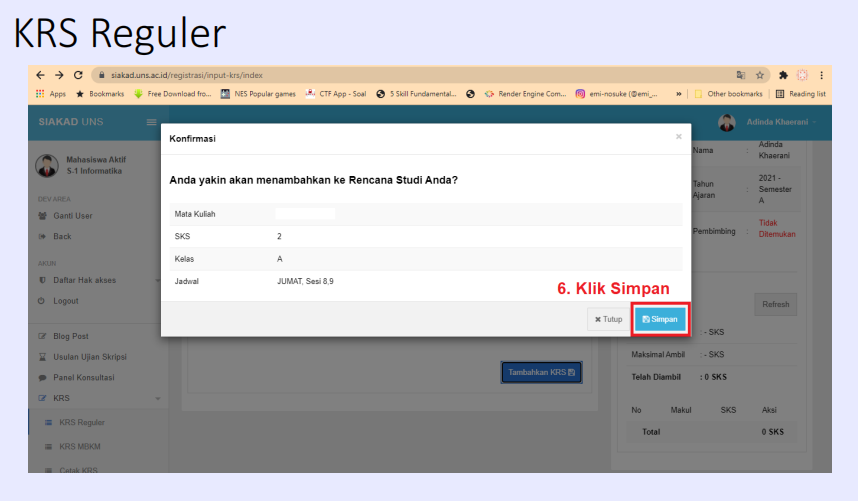 KRS Reguler
siakad.uns.ac.id/registrasi/input-krs/index
Apps Bookmarks Free Download fro... NES Popular games CTF App - Soal 5 Skill Fundamental... Render Engine Com... emi-nosuke (@emi_... » Other bookmarks Reading list
SIAKAD UNS
Adinda Khaerani
Mahasiswa Aktif
S-1 Informatika
DEV AREA
Ganti User
Back
AKUN
Daftar Hak akses
Logout
Blog Post
Usulan Ujian Skripsi
Panel Konsultasi
KRS
KRS Reguler
KRS MBKM
Cetak KRS
Konfirmasi ×
Anda yakin akan menambahkan ke Rencana Studi Anda?
Mata Kuliah
SKS 2
Kelas A
Jadwal JUMAT, Sesi 8,9
6. Klik Simpan
Tutup Simpan
Tambahkan KRS
Nama : Adinda
Khaerani
Tahun
Ajaran : 2021 -
Semester
A
Pembimbing : Tidak
Ditemukan
Refresh
: - SKS
Maksimal Ambil : - SKS
Telah Diambil : 0 SKS
No Makul SKS Aksi
Total 0 SKS